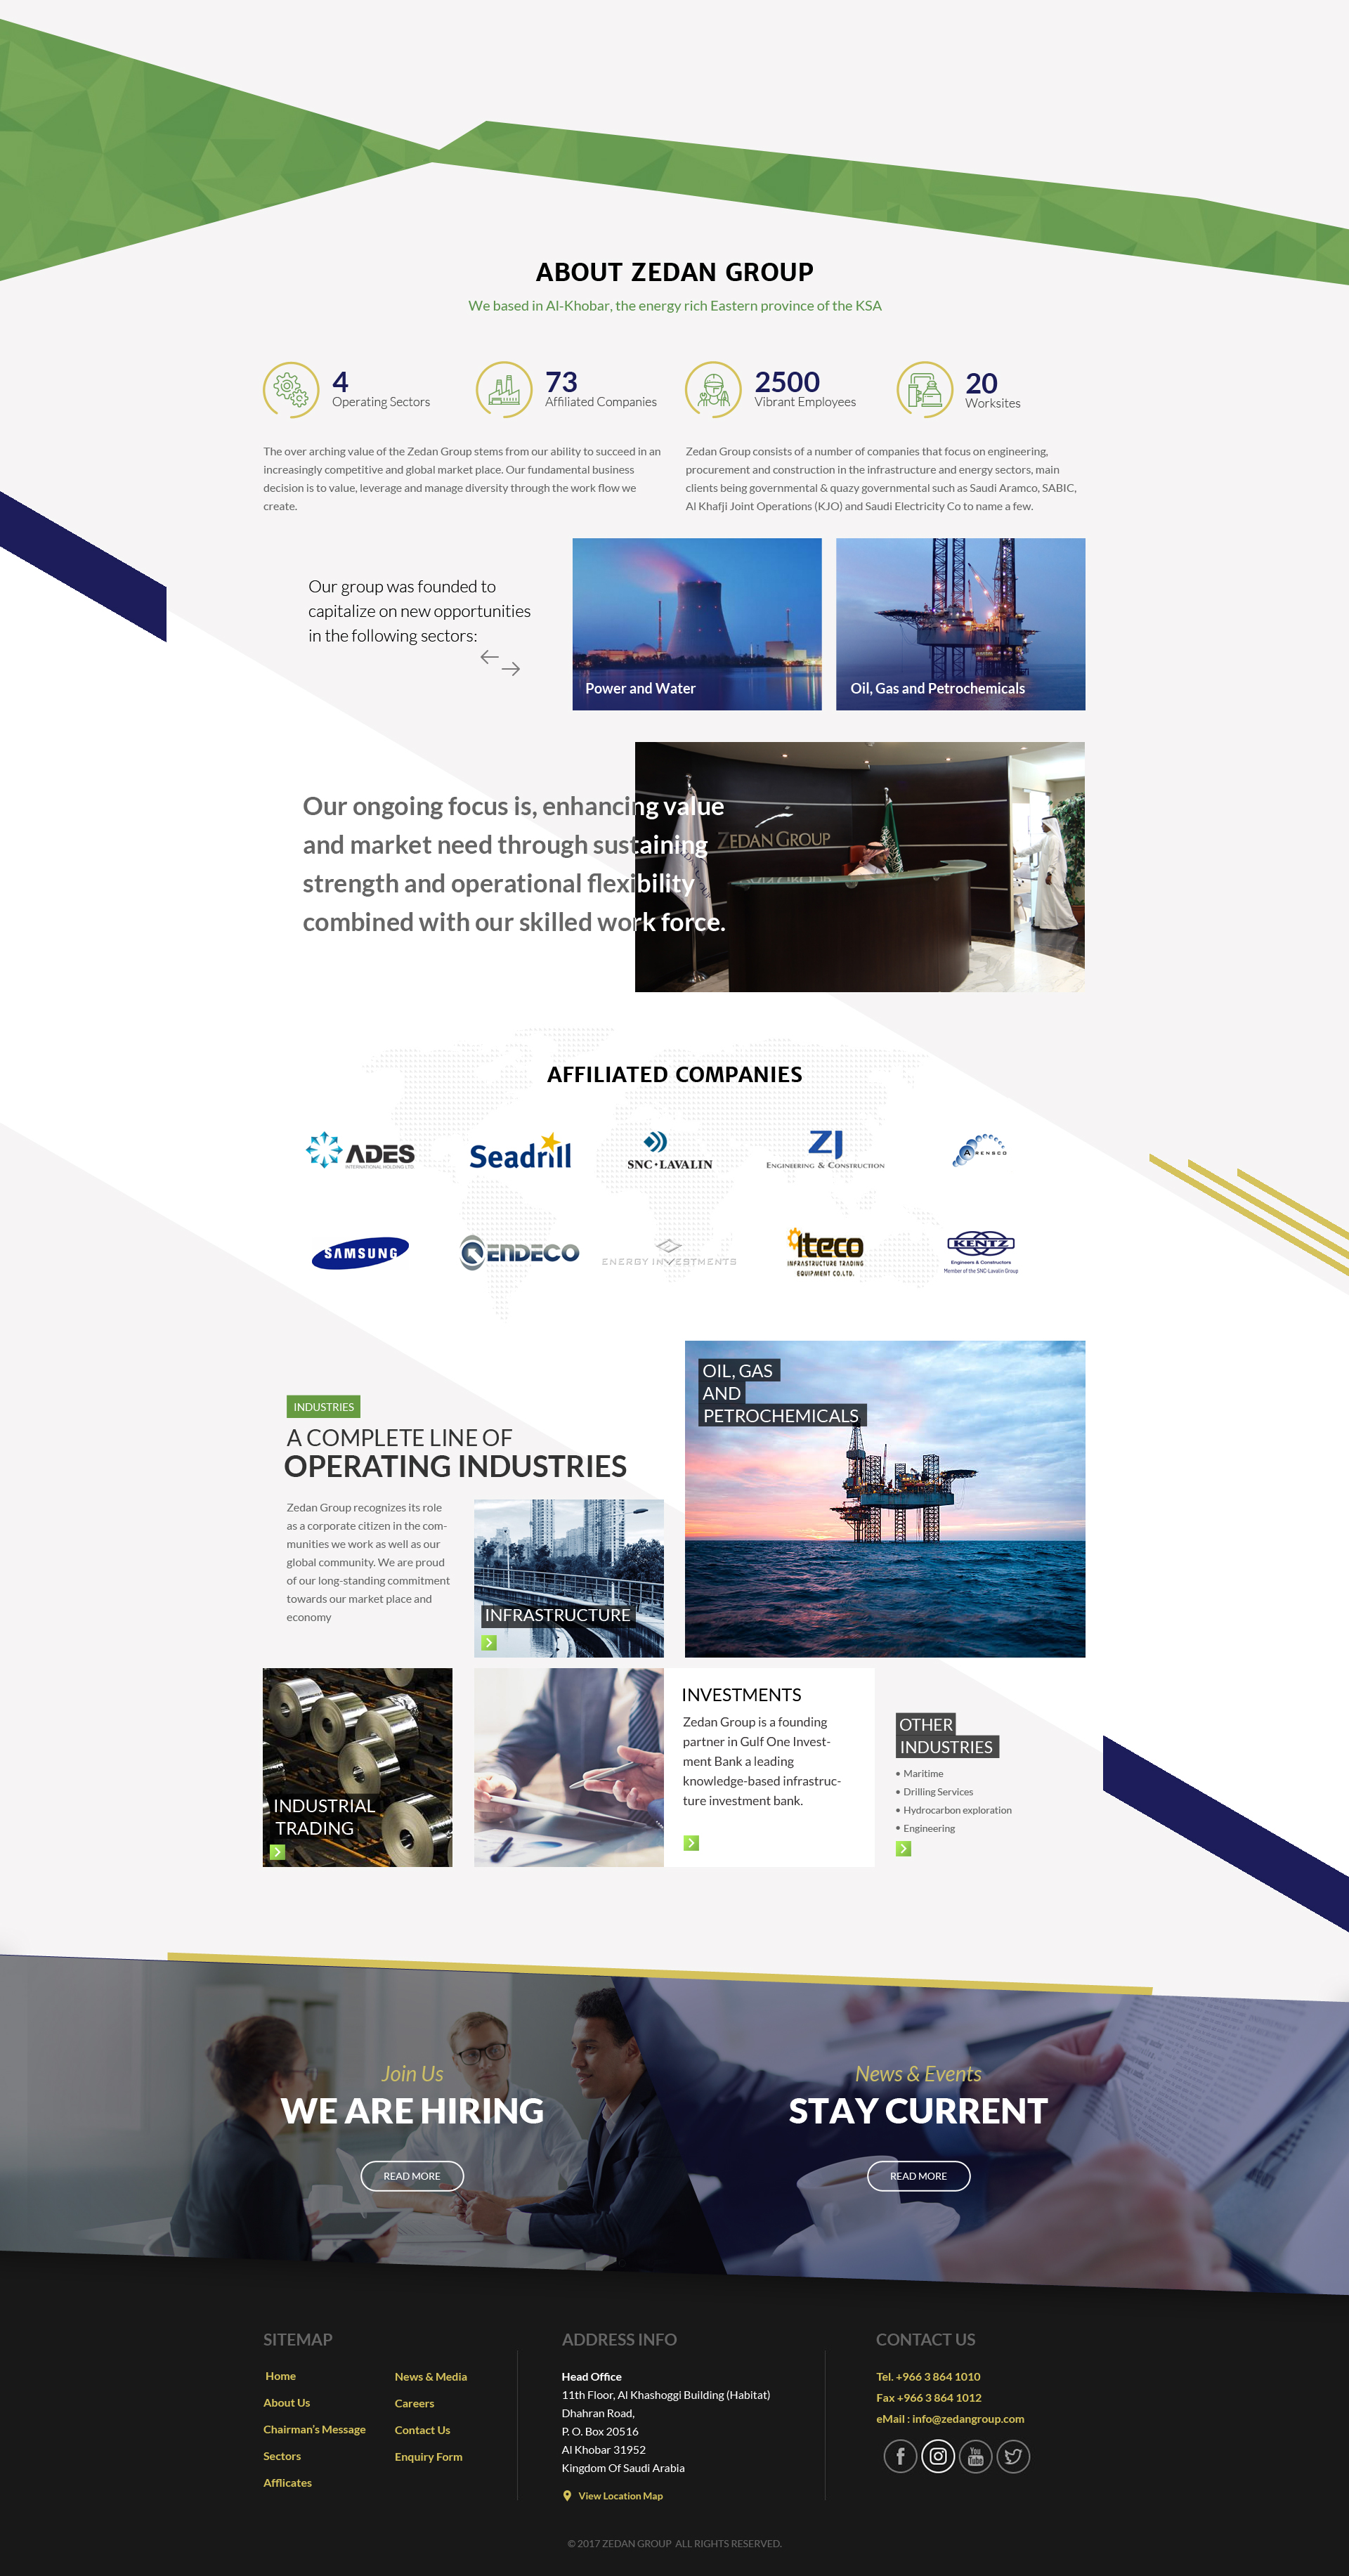 ABOUT ZEDAN GROUP
We based in Al-Khobar, the energy rich Eastern province of the KSA
4
Operating Sectors
73
Affiliated Companies
2500
Vibrant Employees
20
Worksites
The over arching value of the Zedan Group stems from our ability to succeed in an
increasingly competitive and global market place. Our fundamental business
decision is to value, leverage and manage diversity through the work flow we
create.
Zedan Group consists of a number of companies that focus on engineering,
procurement and construction in the infrastructure and energy sectors, main
clients being governmental & quazy governmental such as Saudi Aramco, SABIC,
Al Khafji Joint Operations (KJO) and Saudi Electricity Co to name a few.
Our group was founded to
capitalize on new opportunities
in the following sectors:
Power and Water
Oil, Gas and Petrochemicals
Our ongoing focus is, enhancing value
and market need through sustaining
strength and operational flexibility
combined with our skilled work force.
ZEDAN GROUP
AFFILIATED COMPANIES
ADES
INTERNATIONAL HOLDING LTD
Seadrill
SNC·LAVALIN
ZJ
ENGINEERING & CONSTRUCTION
ARENSCO
SAMSUNG
ENDECO
ENERGY INVESTMENTS
Iteco
INFRASTRUCTURE TRADING
EQUIPMENT CO.LTD.
KENTZ
Engineers & Constructors
Member of the SNC-Lavalin Group
INDUSTRIES
A COMPLETE LINE OF
OPERATING INDUSTRIES
Zedan Group recognizes its role
as a corporate citizen in the com-
munities we work as well as our
global community. We are proud
of our long-standing commitment
towards our market place and
economy
INFRASTRUCTURE
OIL, GAS
AND
PETROCHEMICALS
INDUSTRIAL
TRADING
INVESTMENTS
Zedan Group is a founding
partner in Gulf One Invest-
ment Bank a leading
knowledge-based infrastruc-
ture investment bank.
OTHER
INDUSTRIES
• Maritime
• Drilling Services
• Hydrocarbon exploration
• Engineering
Join Us
WE ARE HIRING
READ MORE
News & Events
STAY CURRENT
READ MORE
SITEMAP
Home
About Us
Chairman's Message
Sectors
Afflicates
News & Media
Careers
Contact Us
Enquiry Form
ADDRESS INFO
Head Office
11th Floor, Al Khashoggi Building (Habitat)
Dhahran Road,
P. O. Box 20516
Al Khobar 31952
Kingdom Of Saudi Arabia
View Location Map
CONTACT US
Tel. +966 3 864 1010
Fax +966 3 864 1012
eMail : info@zedangroup.com
You
Tube
© 2017 ZEDAN GROUP ALL RIGHTS RESERVED.